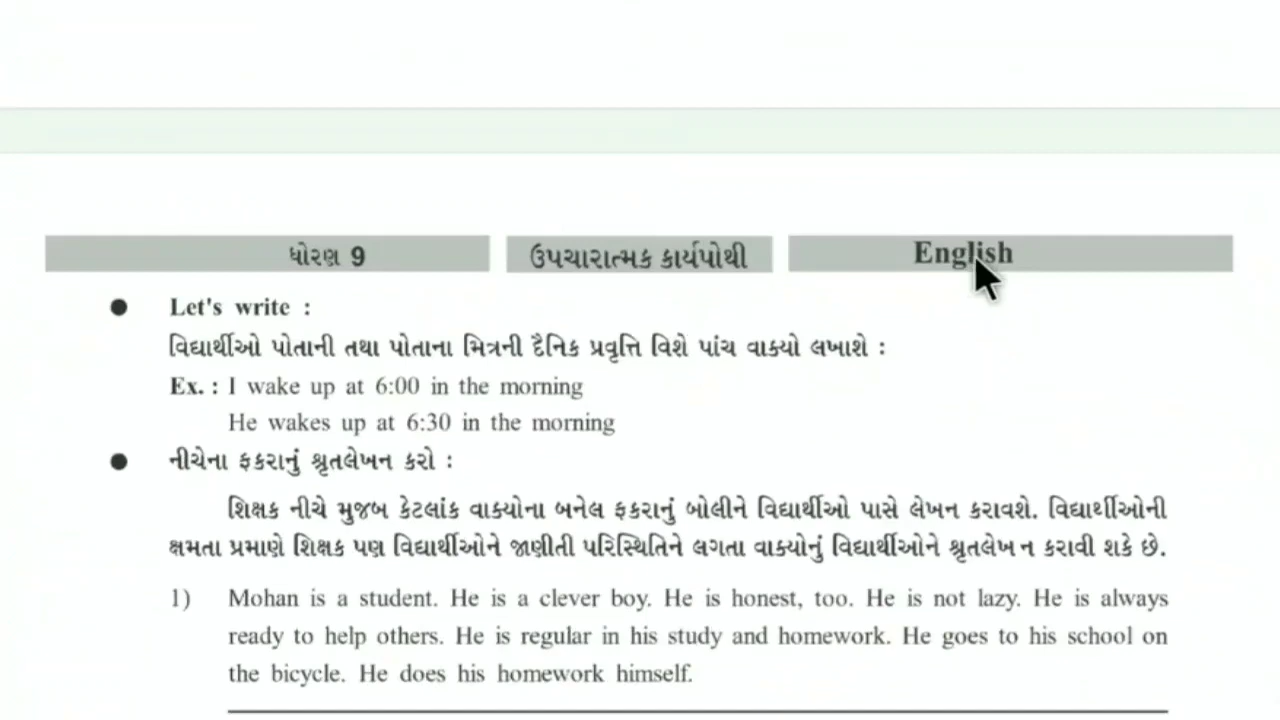 ધોરણ 9 ઉપચારાત્મક કાર્યપોથી English
● Let's write :
વિદ્યાર્થીઓ પોતાની તથા પોતાના મિત્રની દૈનિક પ્રવૃત્તિ વિશે પાંચ વાક્યો લખાશે :
Ex. : I wake up at 6:00 in the morning
He wakes up at 6:30 in the morning
● નીચેના ફકરાનું શ્રૃતલેખન કરો :
શિક્ષક નીચે મુજબ કેટલાંક વાક્યોના બનેલ ફકરાનું બોલીને વિદ્યાર્થીઓ પાસે લેખન કરાવશે. વિદ્યાર્થીઓની
ક્ષમતા પ્રમાણે શિક્ષક પણ વિદ્યાર્થીઓને જાણીતી પરિસ્થિતિને લગતા વાક્યોનું વિદ્યાર્થીઓને શ્રૃતલેખન કરાવી શકે છે.
1) Mohan is a student. He is a clever boy. He is honest, too. He is not lazy. He is always
ready to help others. He is regular in his study and homework. He goes to his school on
the bicycle. He does his homework himself.